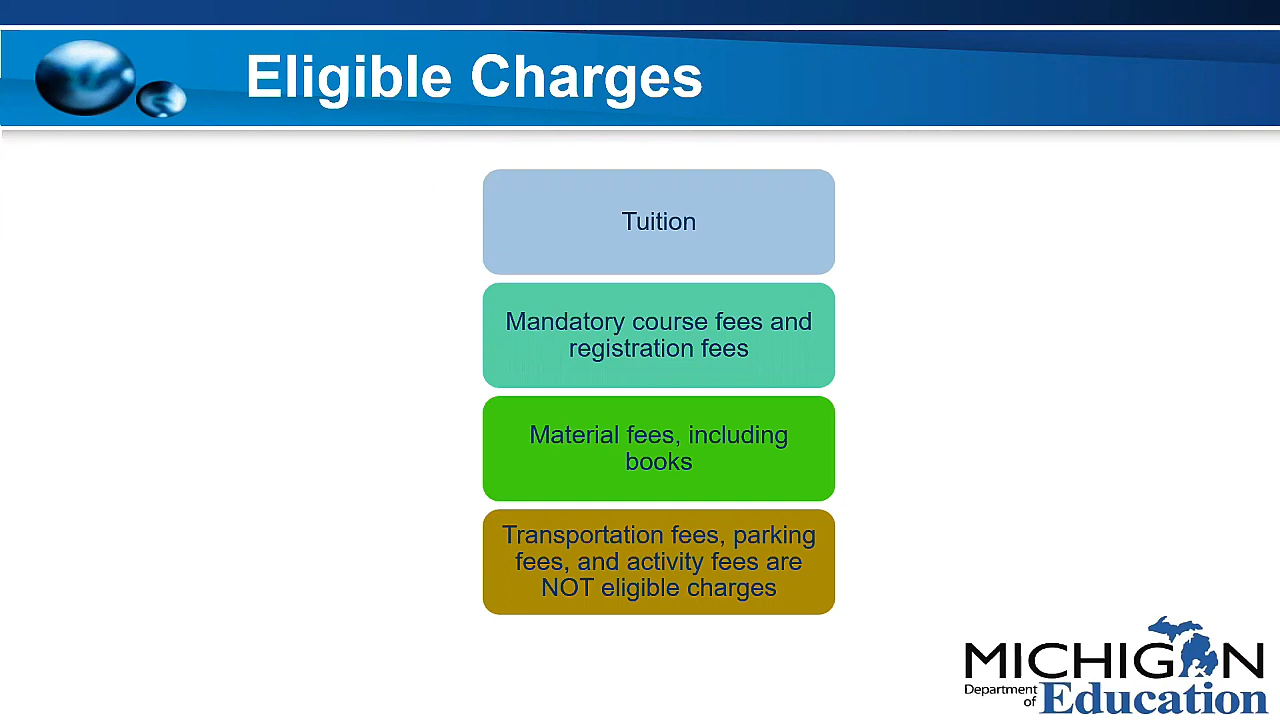 Eligible Charges
Tuition
Mandatory course fees and
registration fees
Material fees, including
books
Transportation fees, parking
fees, and activity fees are
NOT eligible charges
MICHIGAN
Department
of Education